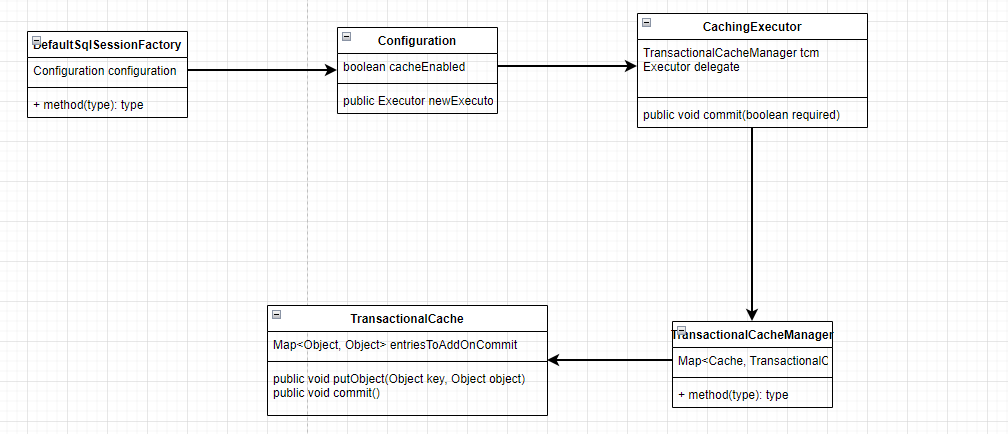 DefaultSqlSessionFactory
Configuration configuration
+ method(type): type
Configuration
boolean cacheEnabled
public Executor newExecuto
CachingExecutor
TransactionalCacheManager tcm
Executor delegate
public void commit(boolean required)
TransactionalCache
Map<Object, Object> entriesToAddOnCommit
public void putObject(Object key, Object object)
public void commit()
TransactionalCacheManager
Map<Cache, TransactionalC
+ method(type): type